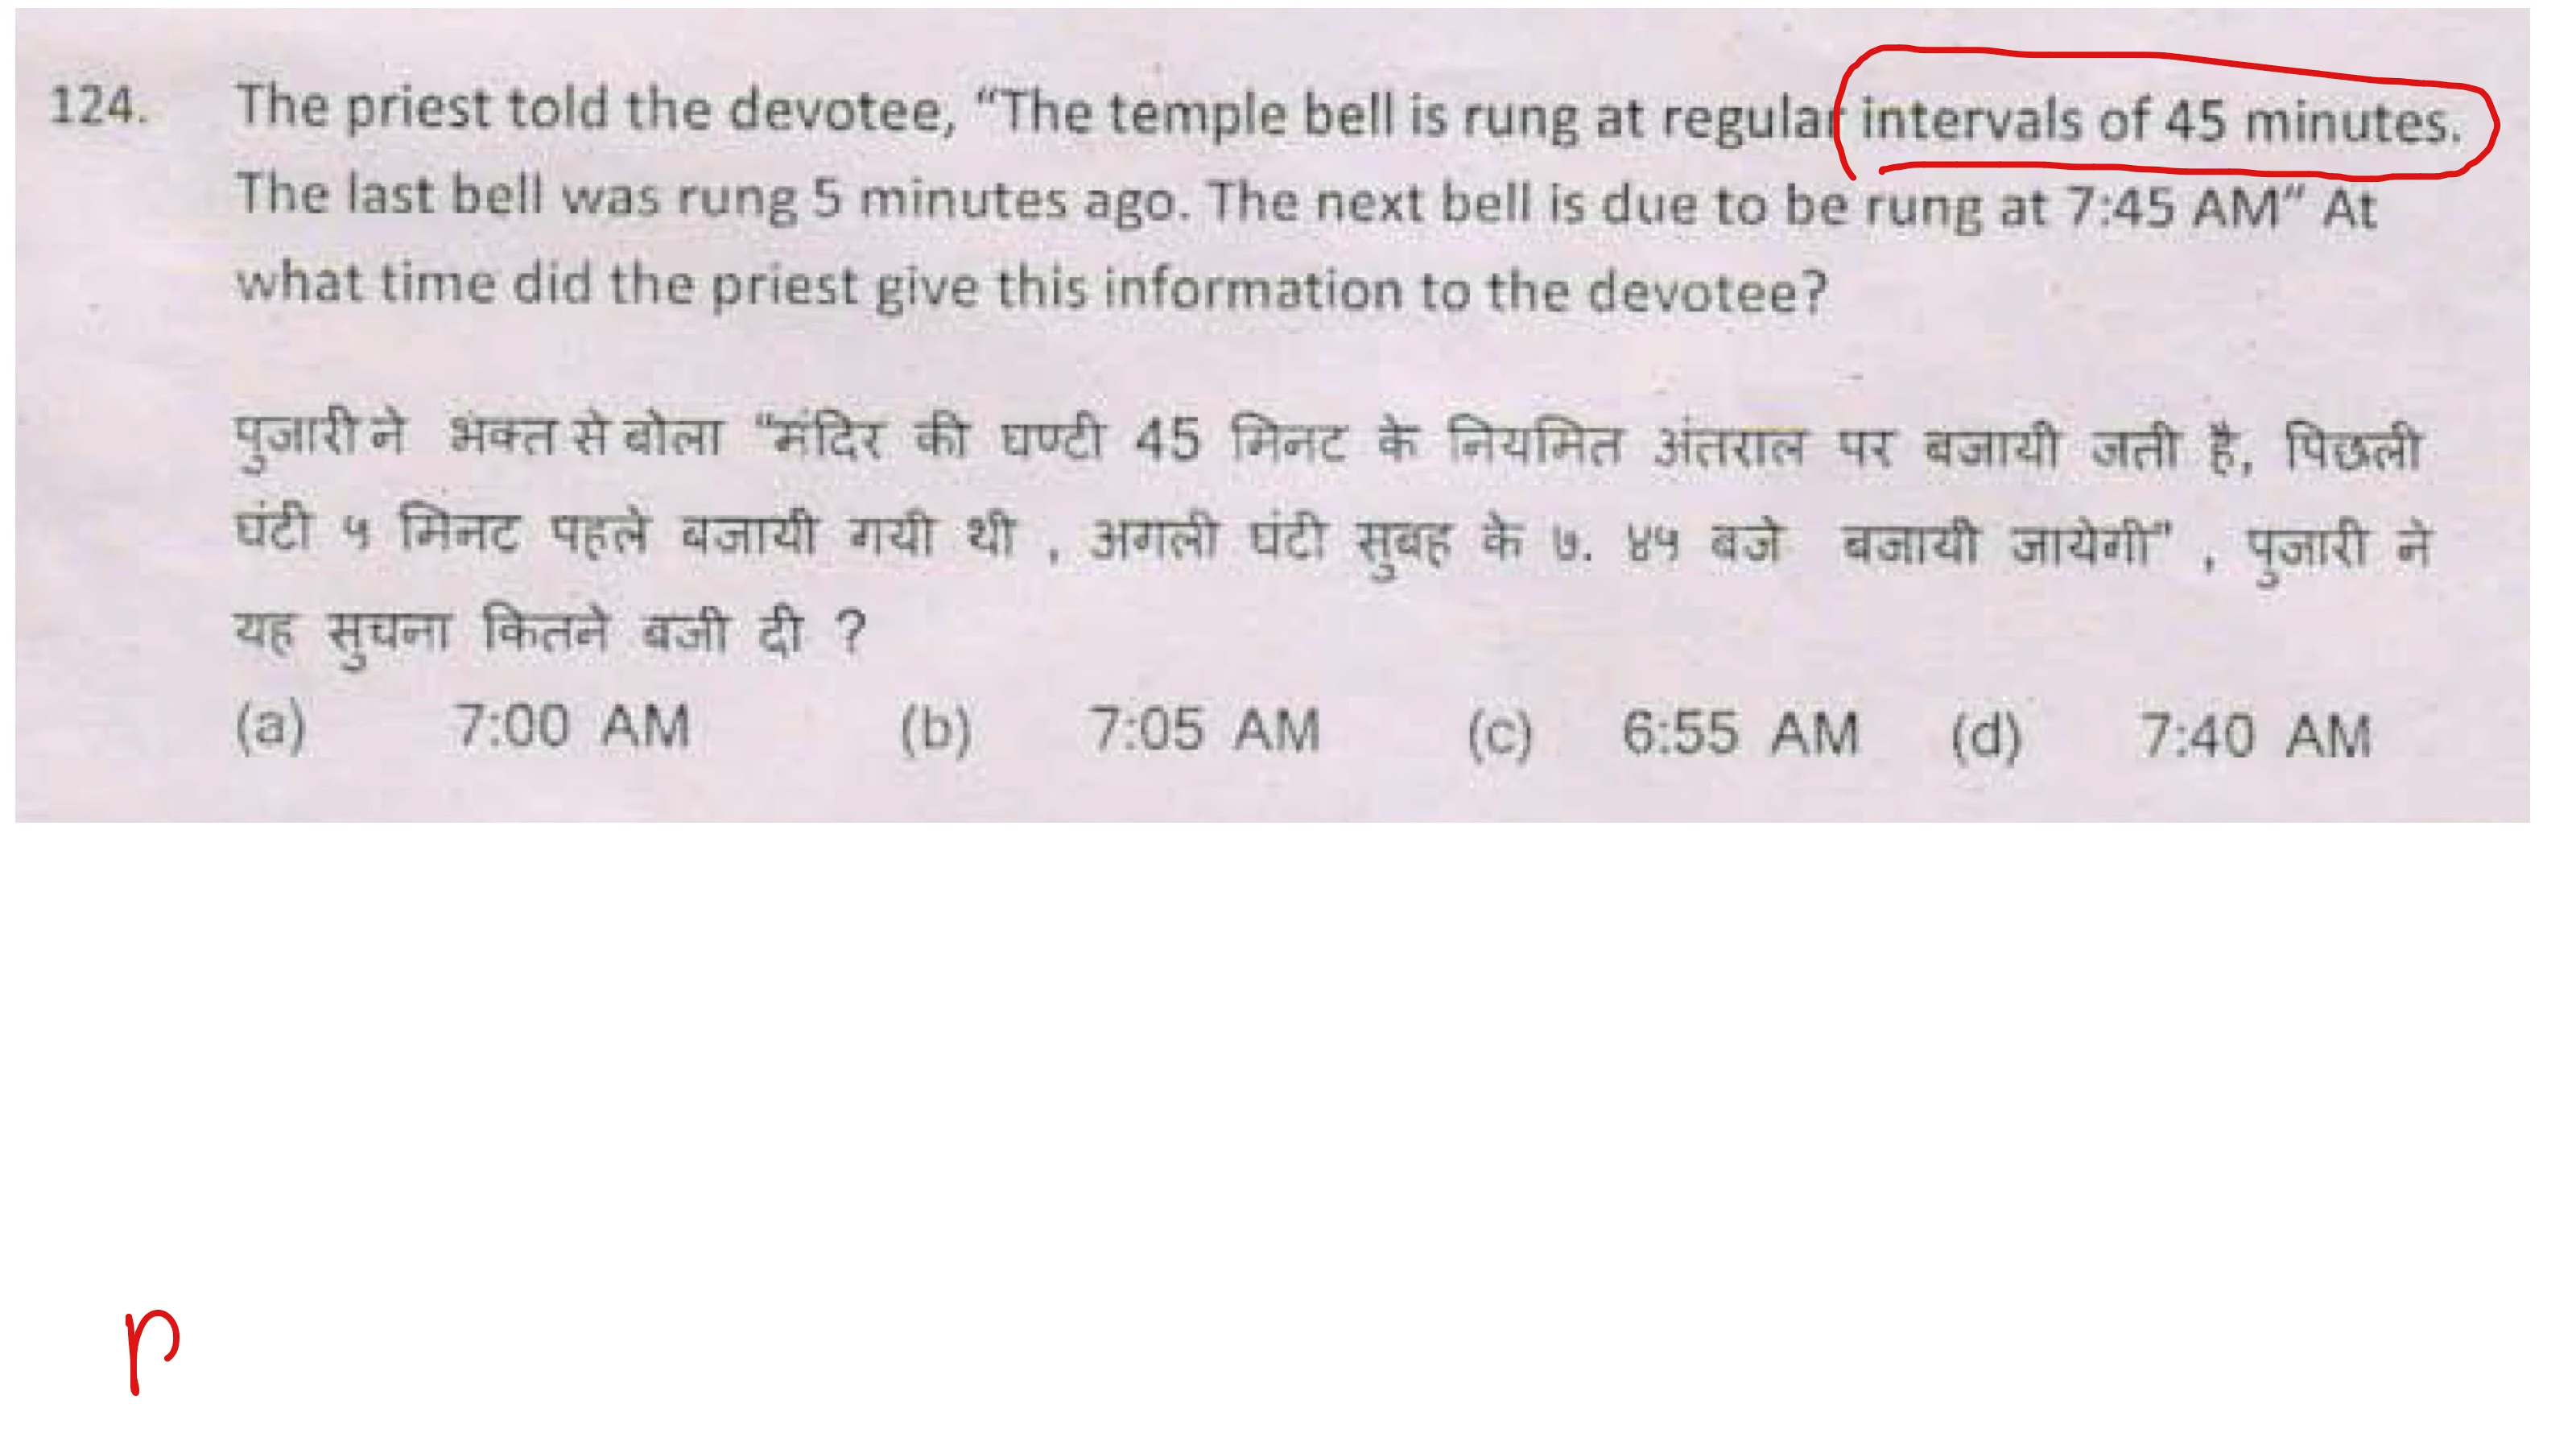 124. The priest told the devotee, “The temple bell is rung at regular intervals of 45 minutes.
The last bell was rung 5 minutes ago. The next bell is due to be rung at 7:45 AM“ At
what time did the priest give this information to the devotee?
पुजारी ने भक्त से बोला “मंदिर की घण्टी 45 मिनट के नियमित अंतराल पर बजायी जती है, पिछली
घंटी ५ मिनट पहले बजायी गयी थी , अगली घंटी सुबह के ७. ४५ बजे बजायी जायेगी” , पुजारी ने
यह सुचना कितने बजी दी ?
(a) 7:00 AM (b) 7:05 AM (c) 6:55 AM (d) 7:40 AM